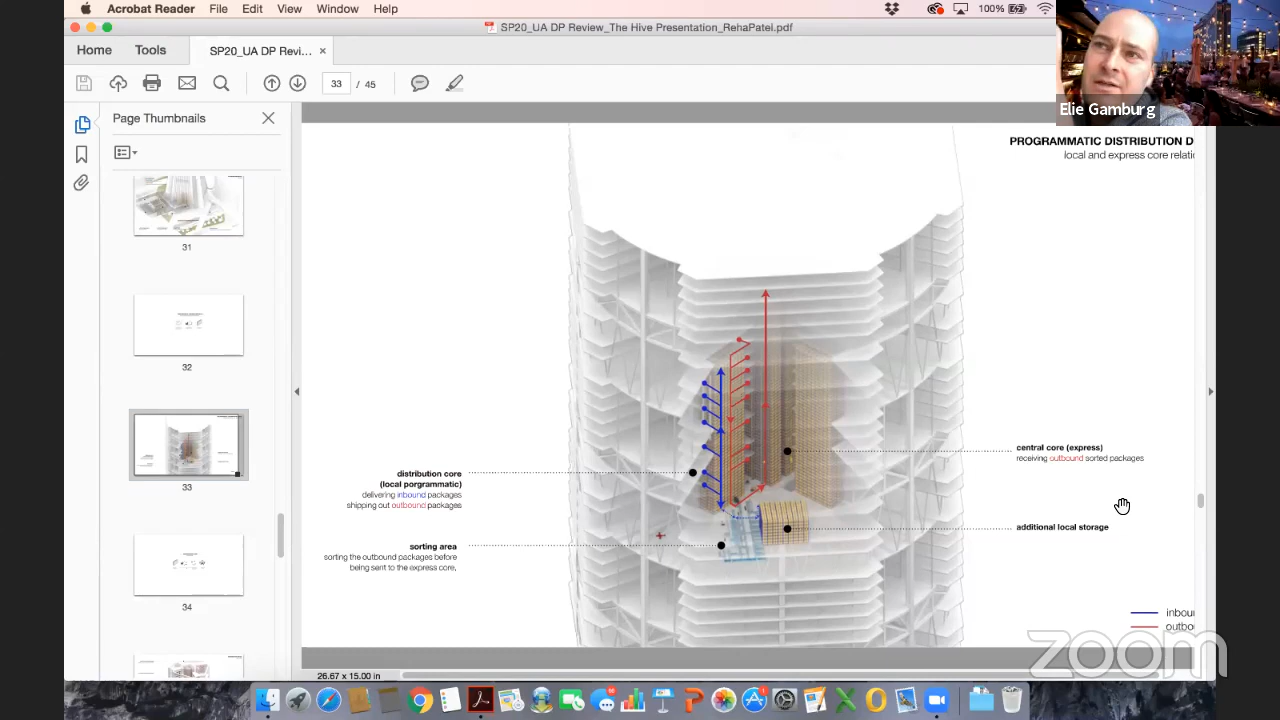 Acrobat Reader File Edit View Window Help
100%
SP20_UA DP Review_The Hive Presentation_RehaPatel.pdf
Home Tools SP20_UA DP Revi... ×
33 / 45
Page Thumbnails
31
32
33
34
Elie Gamburg
PROGRAMMATIC DISTRIBUTION D
local and express core relati
central core (express)
receiving outbound sorted packages
distribution core
(local porgrammatic)
delivering inbound packages
shipping out outbound packages
additional local storage
sorting area
sorting the outbound packages before
being sent to the express core,
inbou
outbo
26.67 x 15.00 in
zoom